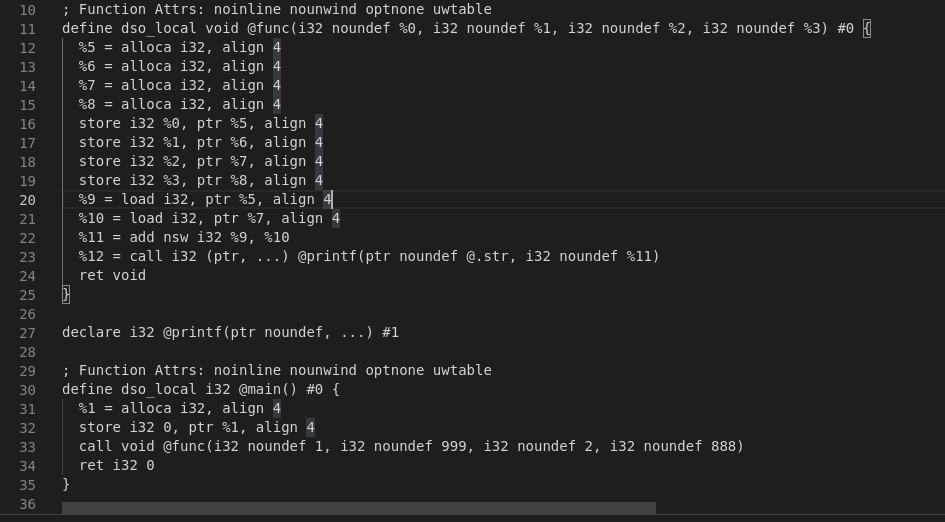 10 ; Function Attrs: noinline nounwind optnone uwtable
11 define dso_local void @func(i32 noundef %0, i32 noundef %1, i32 noundef %2, i32 noundef %3) #0 {
12   %5 = alloca i32, align 4
13   %6 = alloca i32, align 4
14   %7 = alloca i32, align 4
15   %8 = alloca i32, align 4
16   store i32 %0, ptr %5, align 4
17   store i32 %1, ptr %6, align 4
18   store i32 %2, ptr %7, align 4
19   store i32 %3, ptr %8, align 4
20   %9 = load i32, ptr %5, align 4
21   %10 = load i32, ptr %7, align 4
22   %11 = add nsw i32 %9, %10
23   %12 = call i32 (ptr, ...) @printf(ptr noundef @.str, i32 noundef %11)
24   ret void
25 }
26
27 declare i32 @printf(ptr noundef, ...) #1
28
29 ; Function Attrs: noinline nounwind optnone uwtable
30 define dso_local i32 @main() #0 {
31   %1 = alloca i32, align 4
32   store i32 0, ptr %1, align 4
33   call void @func(i32 noundef 1, i32 noundef 999, i32 noundef 2, i32 noundef 888)
34   ret i32 0
35 }
36